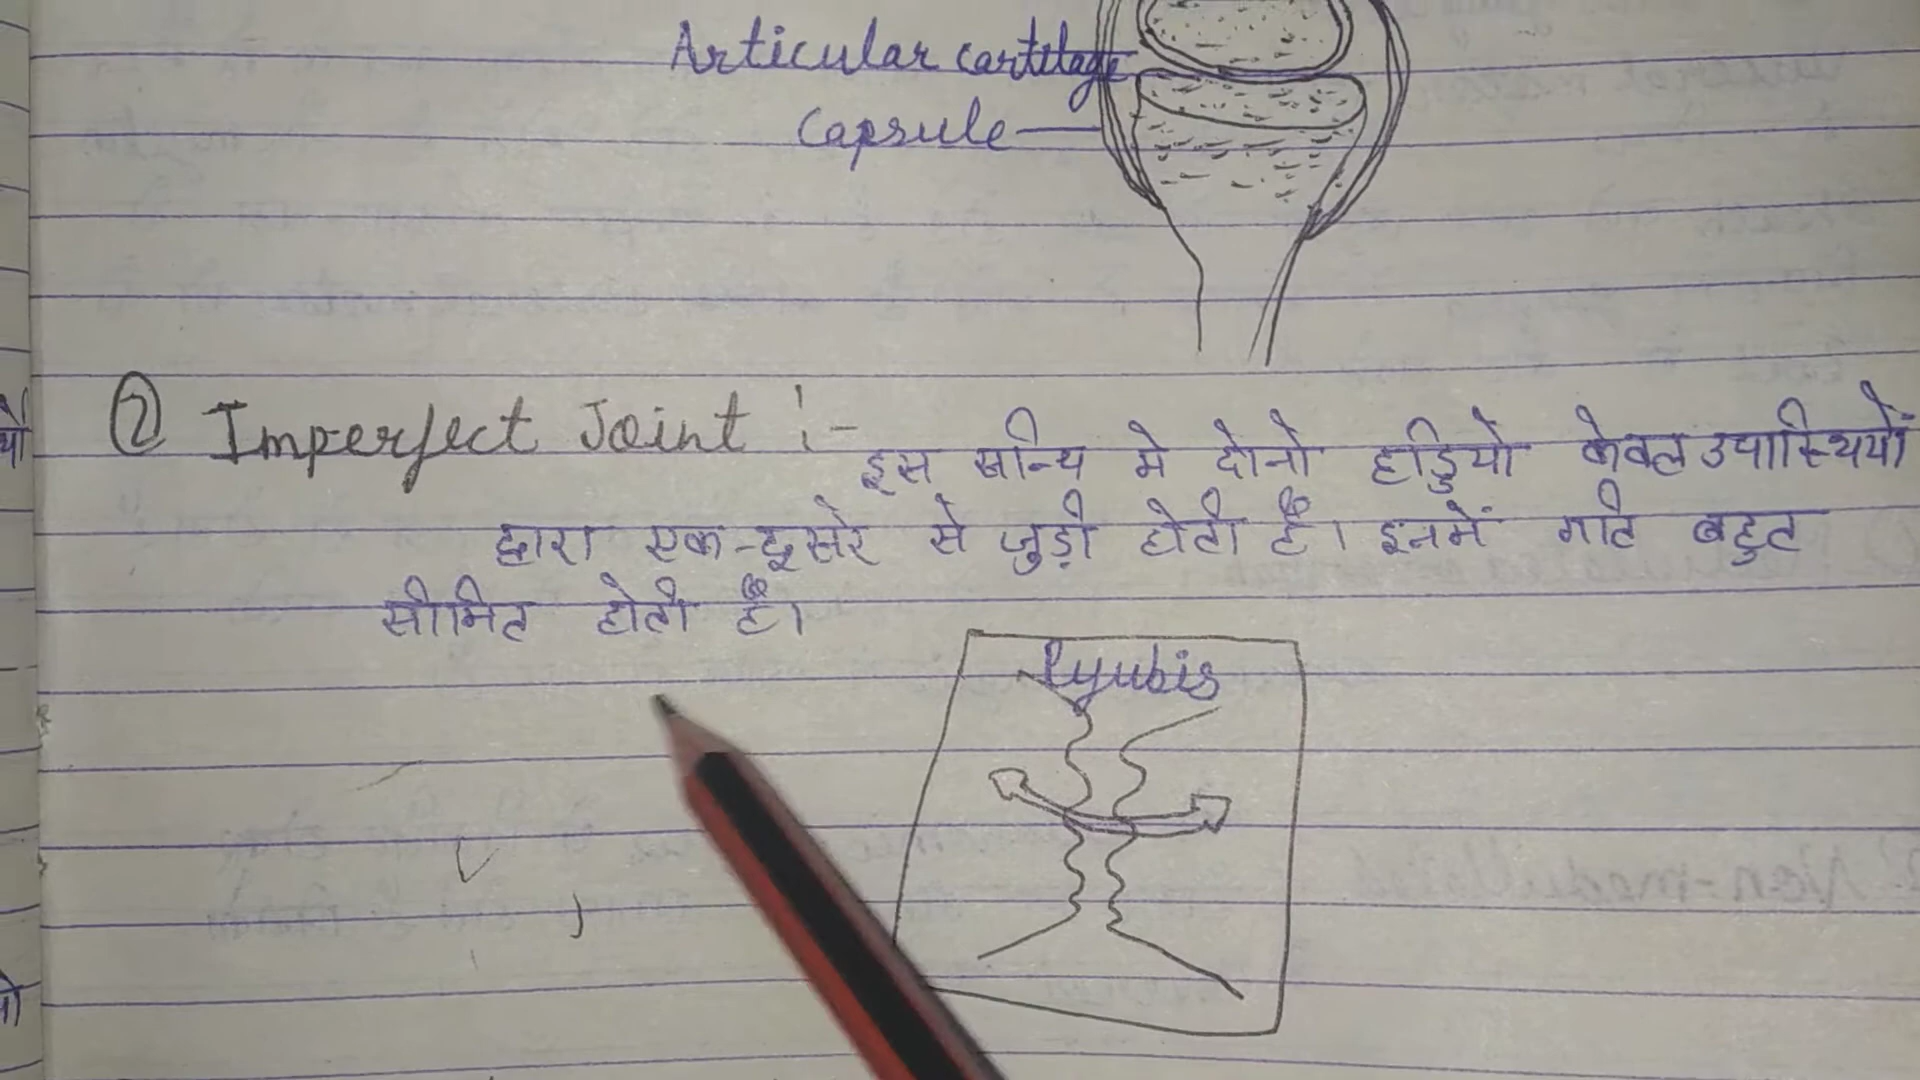 Articular cartilage
Capsule
② Imperfect Joint :-
इस सन्धि मे दोनो हड्डियो केवल उपास्थियों
द्वारा एक-दूसरे से जुड़ी होती हैं। इनमें गति बहुत
सीमित होती हैं।
Pyubis